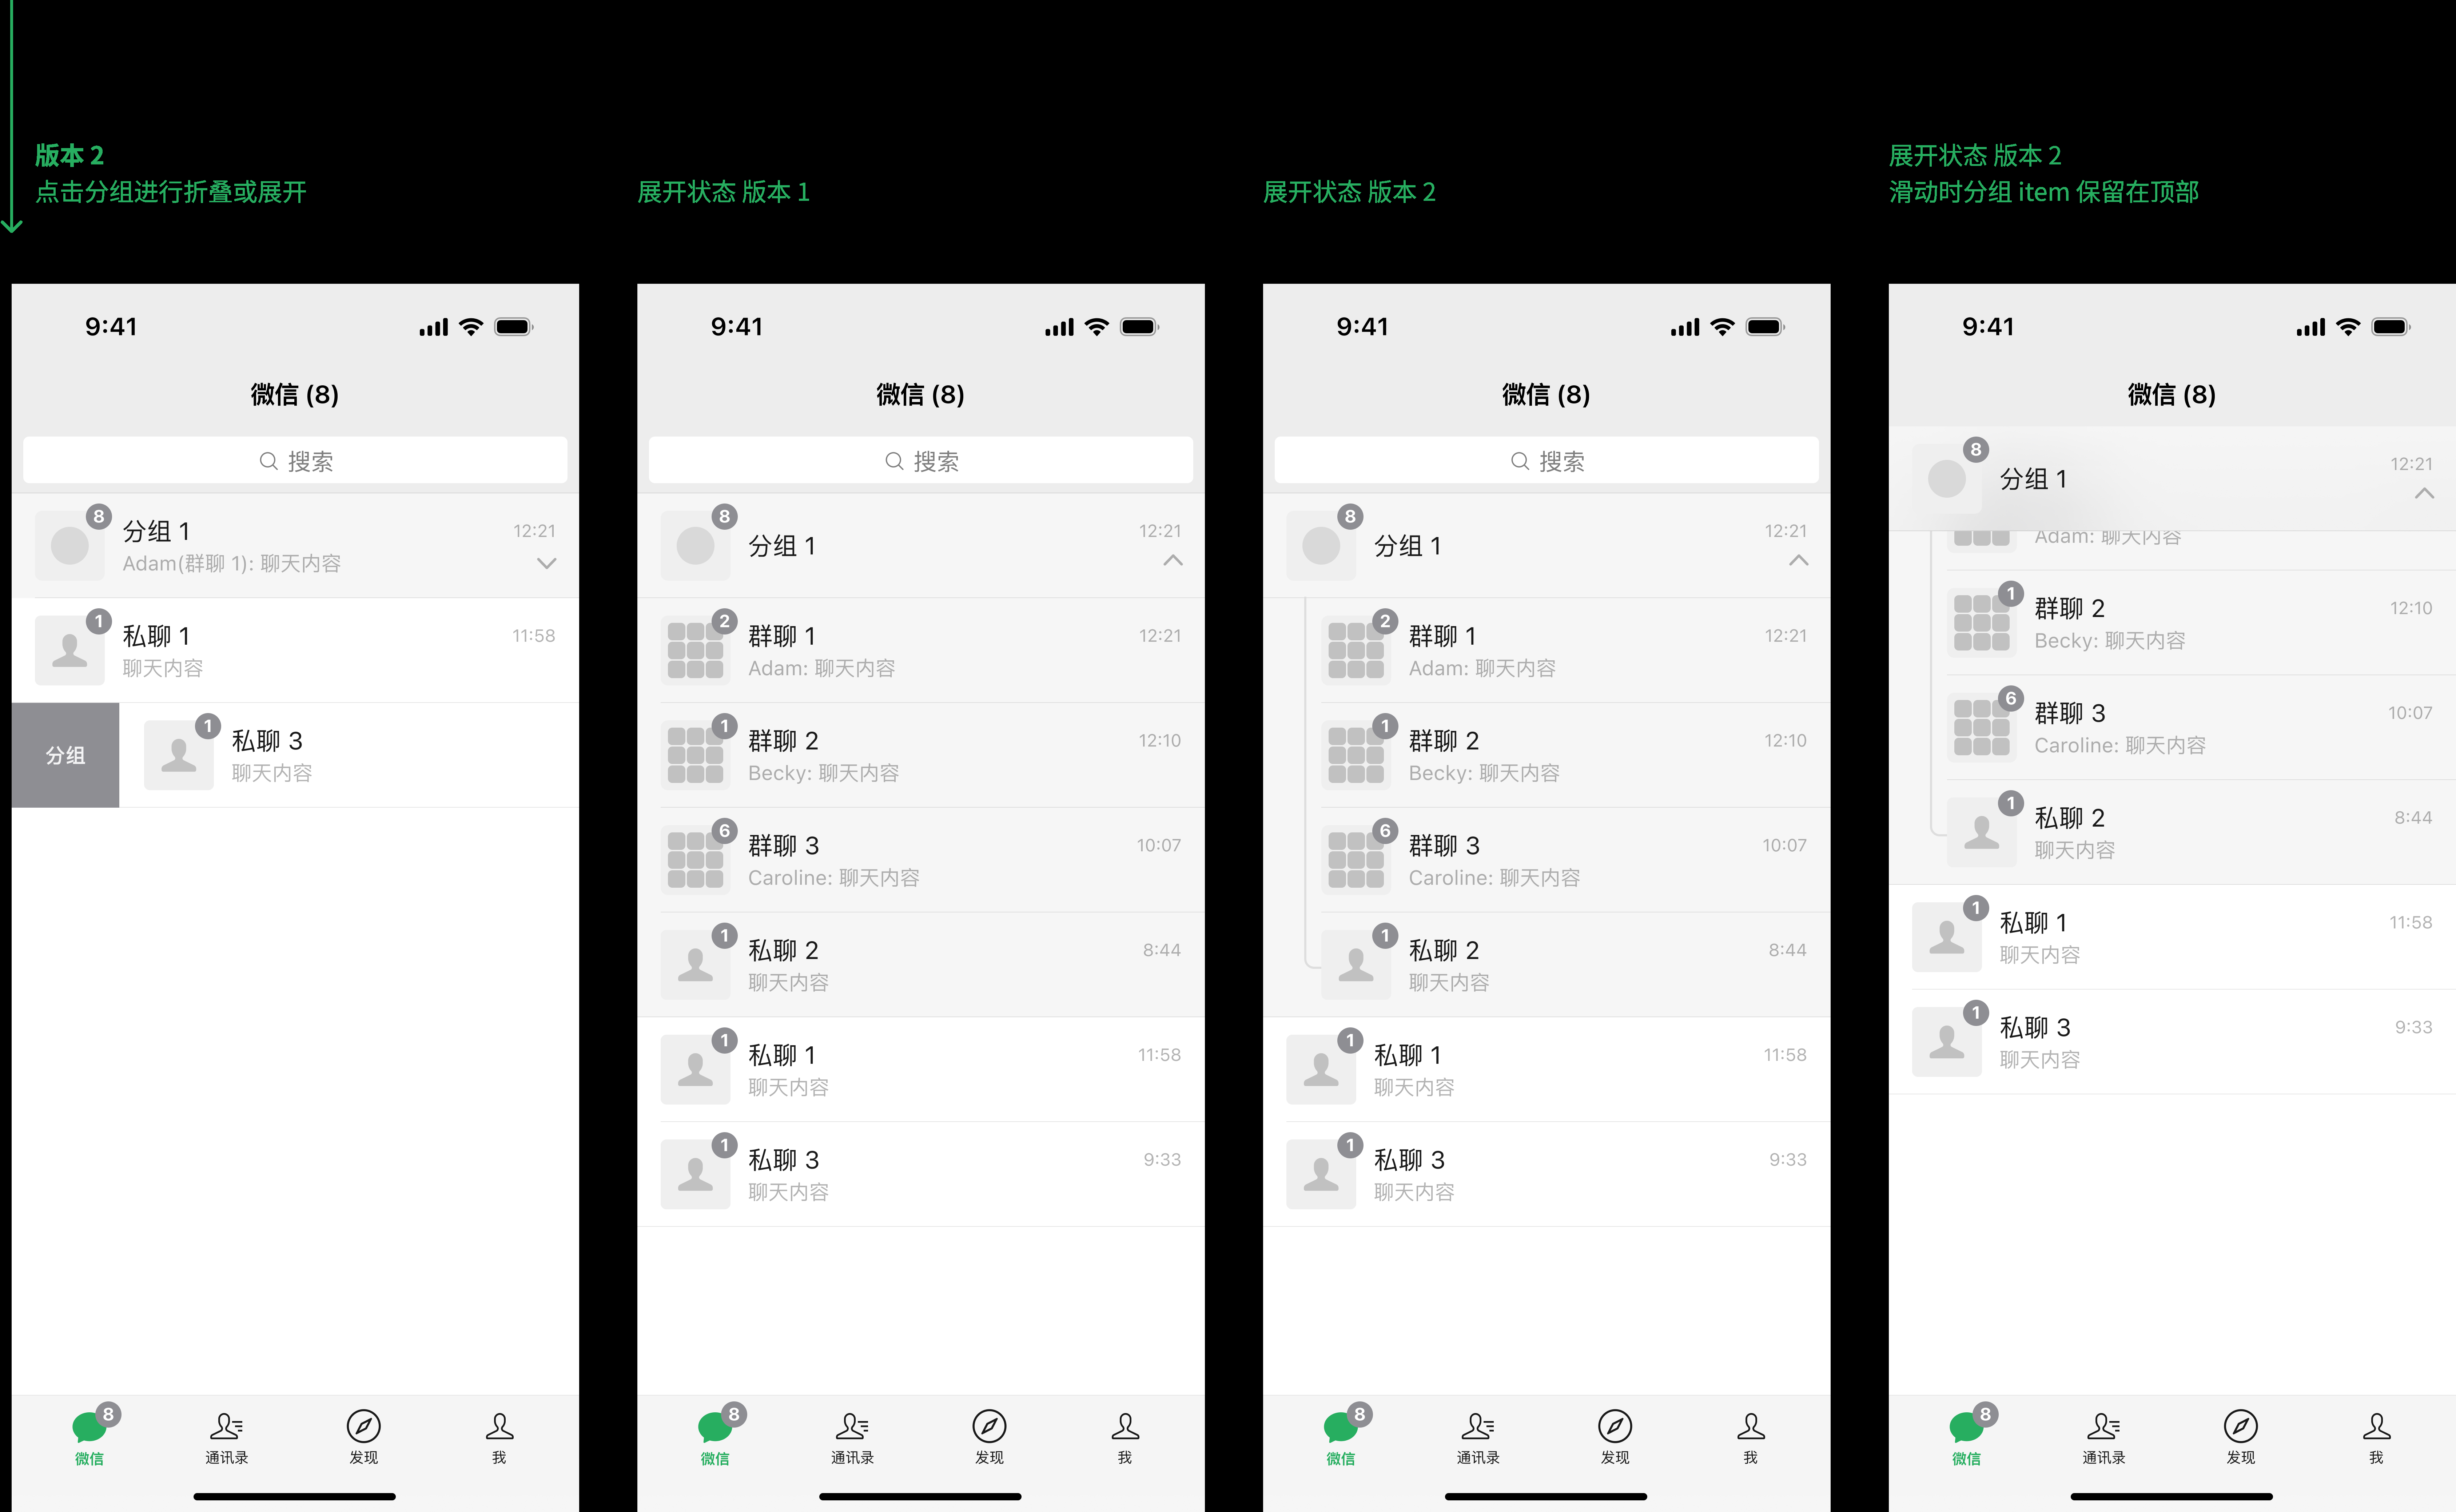 版本 2
点击分组进行折叠或展开
9:41
微信 (8)
搜索
8
分组 1
12:21
Adam(群聊 1): 聊天内容
1
私聊 1
11:58
聊天内容
分组
1
私聊 3
聊天内容
8
微信
通讯录
发现
我
展开状态 版本 1
9:41
微信 (8)
搜索
8
分组 1
12:21
2
群聊 1
12:21
Adam: 聊天内容
1
群聊 2
12:10
Becky: 聊天内容
6
群聊 3
10:07
Caroline: 聊天内容
1
私聊 2
8:44
聊天内容
1
私聊 1
11:58
聊天内容
1
私聊 3
9:33
聊天内容
8
微信
通讯录
发现
我
展开状态 版本 2
9:41
微信 (8)
搜索
8
分组 1
12:21
2
群聊 1
12:21
Adam: 聊天内容
1
群聊 2
12:10
Becky: 聊天内容
6
群聊 3
10:07
Caroline: 聊天内容
1
私聊 2
8:44
聊天内容
1
私聊 1
11:58
聊天内容
1
私聊 3
9:33
聊天内容
8
微信
通讯录
发现
我
展开状态 版本 2
滑动时分组 item 保留在顶部
9:41
微信 (8)
8
分组 1
12:21
Adam: 聊天内容
1
群聊 2
12:10
Becky: 聊天内容
6
群聊 3
10:07
Caroline: 聊天内容
1
私聊 2
8:44
聊天内容
1
私聊 1
11:58
聊天内容
1
私聊 3
9:33
聊天内容
8
微信
通讯录
发现
我